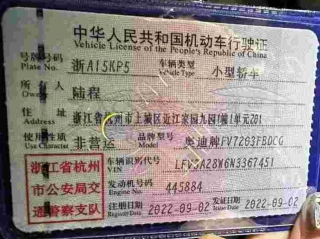 中华人民共和国机动车行驶证
Vehicle License of the People's Republic of China
号牌号码 浙A15KP5 车辆类型 小型轿车
Plate No. Vehicle Type
所有人 陆程
Owner
住址 浙江省杭州市上城区近江家园九园1幢1单元201
Address
使用性质 非营运 品牌型号 奥迪牌FV7203FBDCG
Use Character Model
浙江省杭州市公安局交通警察支队
车辆识别代号 LFV3A28W6N3367451
VIN
发动机号码 445884
Engine No.
注册日期 2022-09-02 发证日期 2022-09-02
Register Date Issue Date